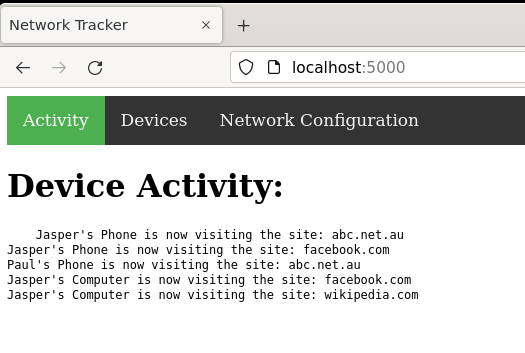 Network Tracker
localhost:5000
Activity Devices Network Configuration
Device Activity:
Jasper's Phone is now visiting the site: abc.net.au
Jasper's Phone is now visiting the site: facebook.com
Paul's Phone is now visiting the site: abc.net.au
Jasper's Computer is now visiting the site: facebook.com
Jasper's Computer is now visiting the site: wikipedia.com